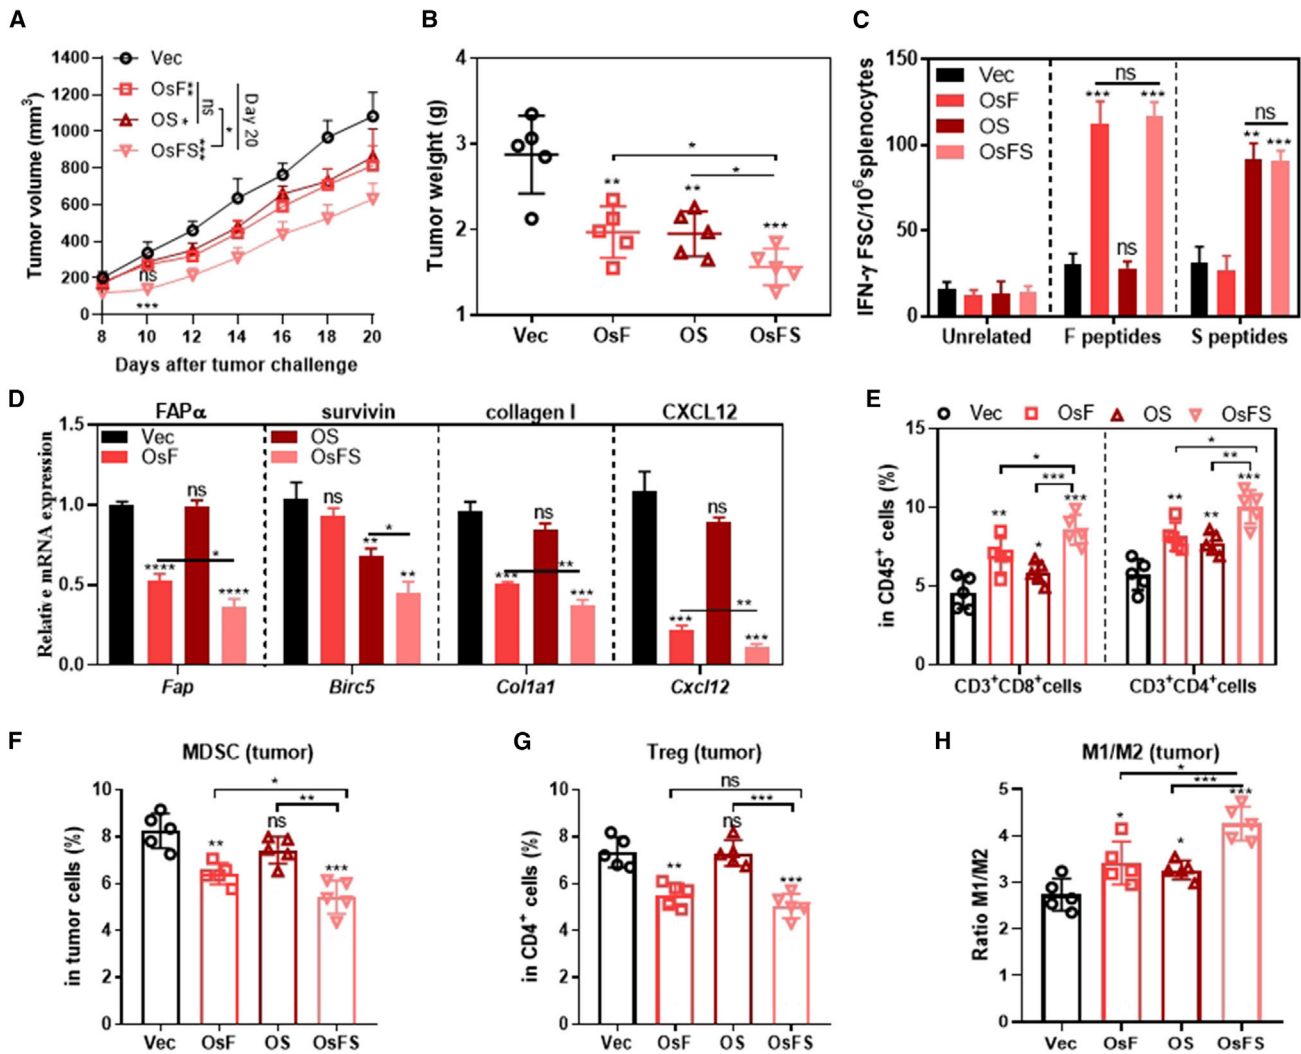 A
Tumor volume (mm³)
1400
1200
1000
800
600
400
200
0
Vec
OsF **
OS *
OsFS ***
ns
*
Day 20
ns
***
8 10 12 14 16 18 20
Days after tumor challenge
B
Tumor weight (g)
4
3
2
1
*
*
** ** ***
Vec OsF OS OsFS
C
IFN-γ FSC/10⁶ splenocytes
150
100
50
0
Vec
OsF
OS
OsFS
ns
*** ***
ns
ns
** ***
Unrelated F peptides S peptides
D
FAPα survivin collagen I CXCL12
Relative mRNA expression
1.5
1.0
0.5
0.0
Vec OS
OsF OsFS
ns ns ns ns
* * ** **
**** **** ** ** *** *** *** ***
Fap Birc5 Col1a1 Cxcl12
E
Vec OsF OS OsFS
in CD45⁺ cells (%)
15
10
5
0
* *
*** **
** * *** ** ** ***
CD3⁺CD8⁺cells CD3⁺CD4⁺cells
F
MDSC (tumor)
in tumor cells (%)
10
8
6
4
2
0
*
**
** ns ***
Vec OsF OS OsFS
G
Treg (tumor)
in CD4⁺ cells (%)
10
8
6
4
2
0
ns
***
** ns ***
Vec OsF OS OsFS
H
M1/M2 (tumor)
Ratio M1/M2
5
4
3
2
1
0
*
***
* * ***
Vec OsF OS OsFS